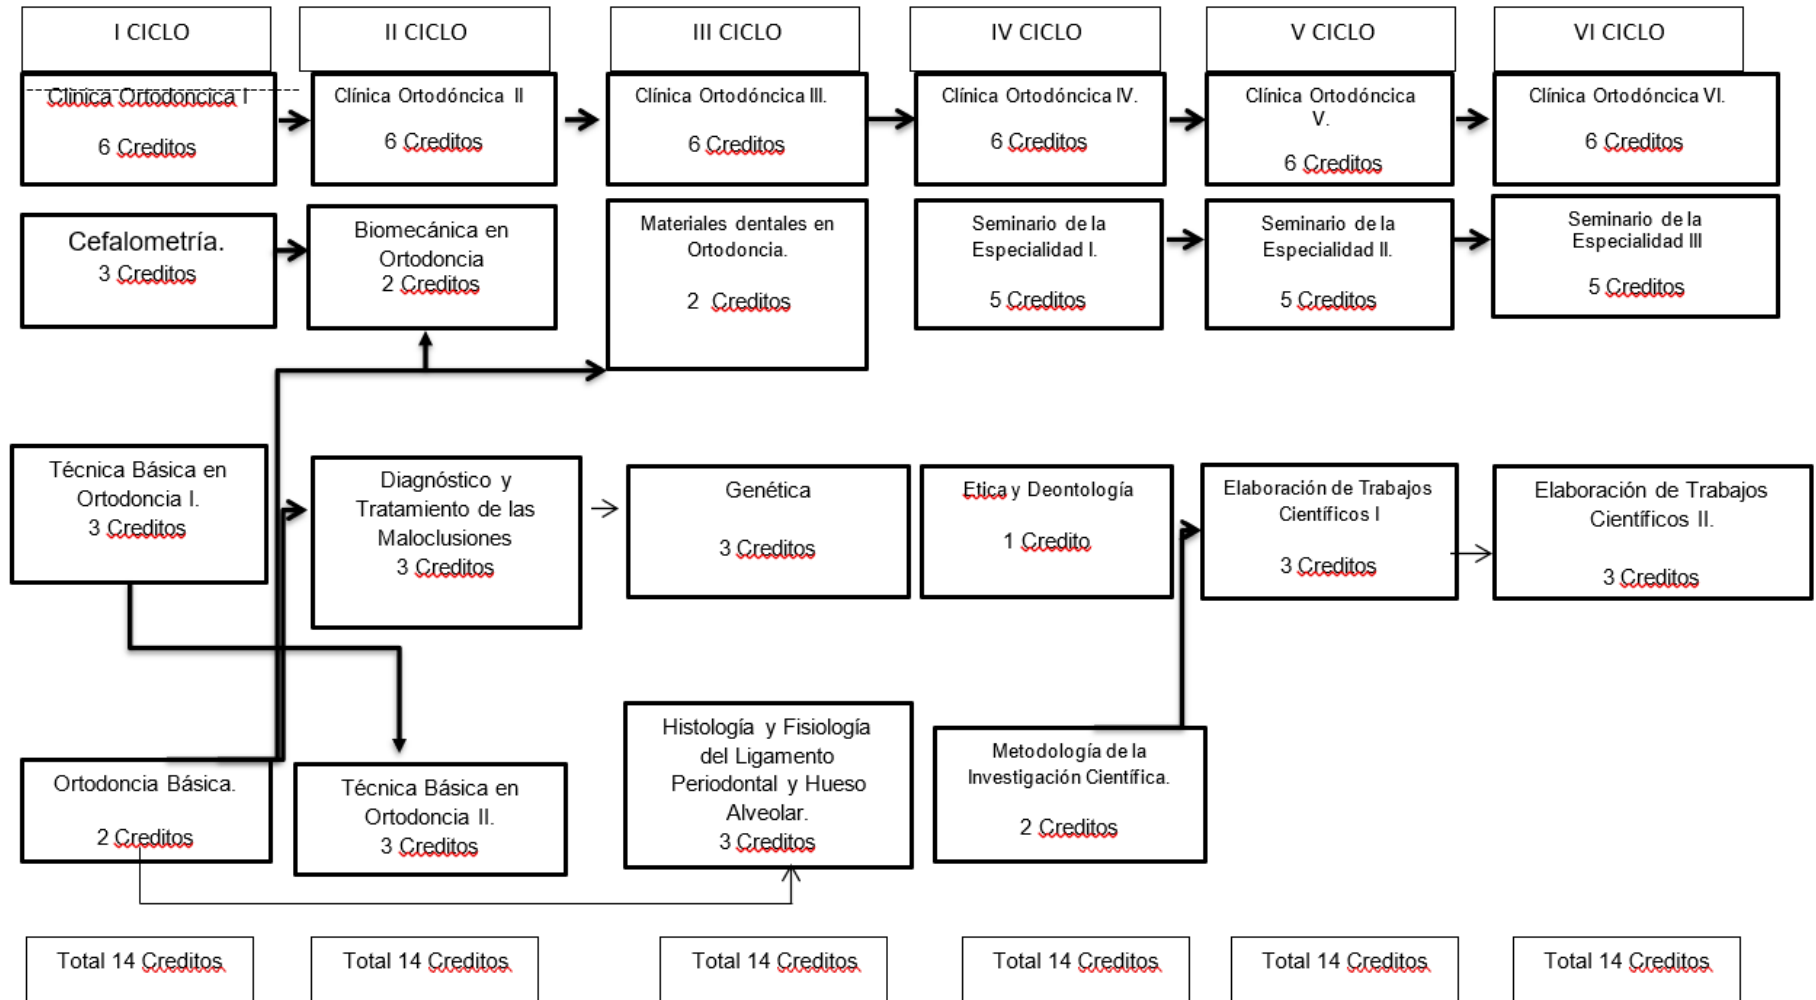 I CICLO
II CICLO
III CICLO
IV CICLO
V CICLO
VI CICLO
Clínica Ortodóncica I
6 Creditos
Clínica Ortodóncica II
6 Creditos
Clínica Ortodóncica III.
6 Creditos
Clínica Ortodóncica IV.
6 Creditos
Clínica Ortodóncica
V.
6 Creditos
Clínica Ortodóncica VI.
6 Creditos
Cefalometría.
3 Creditos
Biomecánica en
Ortodoncia
2 Creditos
Materiales dentales en
Ortodoncia.
2 Creditos
Seminario de la
Especialidad I.
5 Creditos
Seminario de la
Especialidad II.
5 Creditos
Seminario de la
Especialidad III
5 Creditos
Técnica Básica en
Ortodoncia I.
3 Creditos
Diagnóstico y
Tratamiento de las
Maloclusiones
3 Creditos
Genética
3 Creditos
Etica y Deontología
1 Credito
Elaboración de Trabajos
Científicos I
3 Creditos
Elaboración de Trabajos
Científicos II.
3 Creditos
Ortodoncia Básica.
2 Creditos
Técnica Básica en
Ortodoncia II.
3 Creditos
Histología y Fisiología
del Ligamento
Periodontal y Hueso
Alveolar.
3 Creditos
Metodología de la
Investigación Científica.
2 Creditos
Total 14 Creditos
Total 14 Creditos
Total 14 Creditos
Total 14 Creditos
Total 14 Creditos
Total 14 Creditos